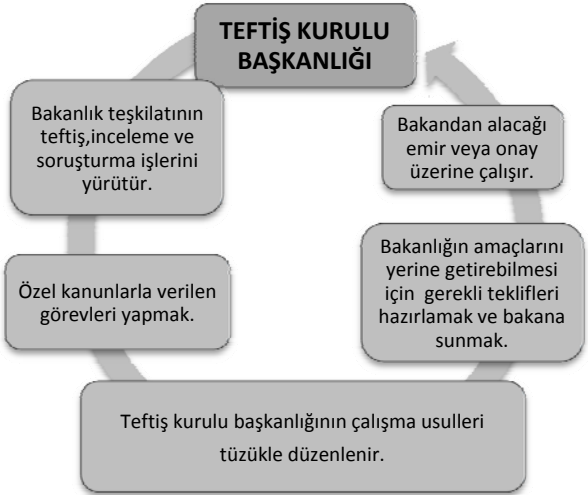 TEFTİŞ KURULU
BAŞKANLIĞI
Bakanlık teşkilatının
teftiş,inceleme ve
soruşturma işlerini
yürütür.
Özel kanunlarla verilen
görevleri yapmak.
Teftiş kurulu başkanlığının çalışma usulleri
tüzükle düzenlenir.
Bakanlığın amaçlarını
yerine getirebilmesi
için gerekli teklifleri
hazırlamak ve bakana
sunmak.
Bakandan alacağı
emir veya onay
üzerine çalışır.